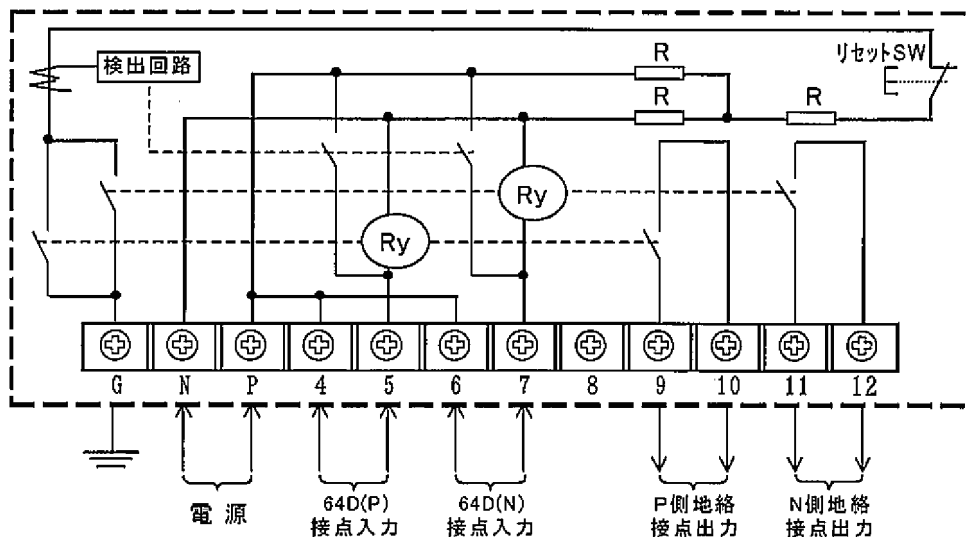 検出回路
R
リセットSW
R
R
Ry
Ry
G N P 4 5 6 7 8 9 10 11 12
電源
64D(P)
接点入力
64D(N)
接点入力
P側地絡
接点出力
N側地絡
接点出力